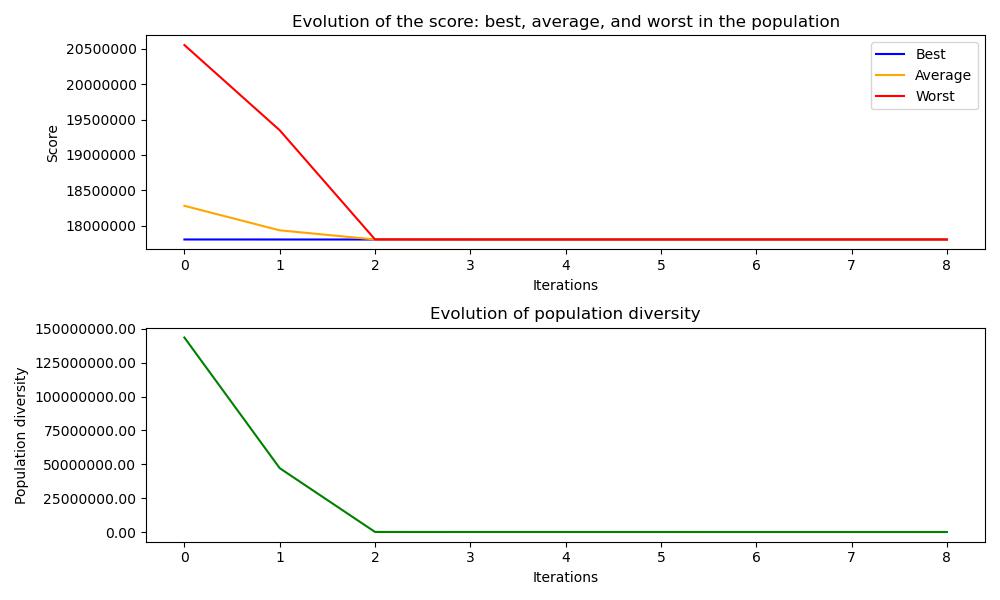 Evolution of the score: best, average, and worst in the population
20500000
20000000
19500000
19000000
18500000
18000000
Score
Best
Average
Worst
0 1 2 3 4 5 6 7 8
Iterations
Evolution of population diversity
150000000.00
125000000.00
100000000.00
75000000.00
50000000.00
25000000.00
0.00
Population diversity
0 1 2 3 4 5 6 7 8
Iterations